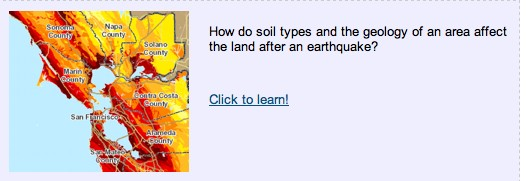 Sonoma
County
Napa
County
Solano
County
Marin
County
Contra Costa
County
San Francisco
Alameda
County
San Mateo
County
How do soil types and the geology of an area affect
the land after an earthquake?
Click to learn!